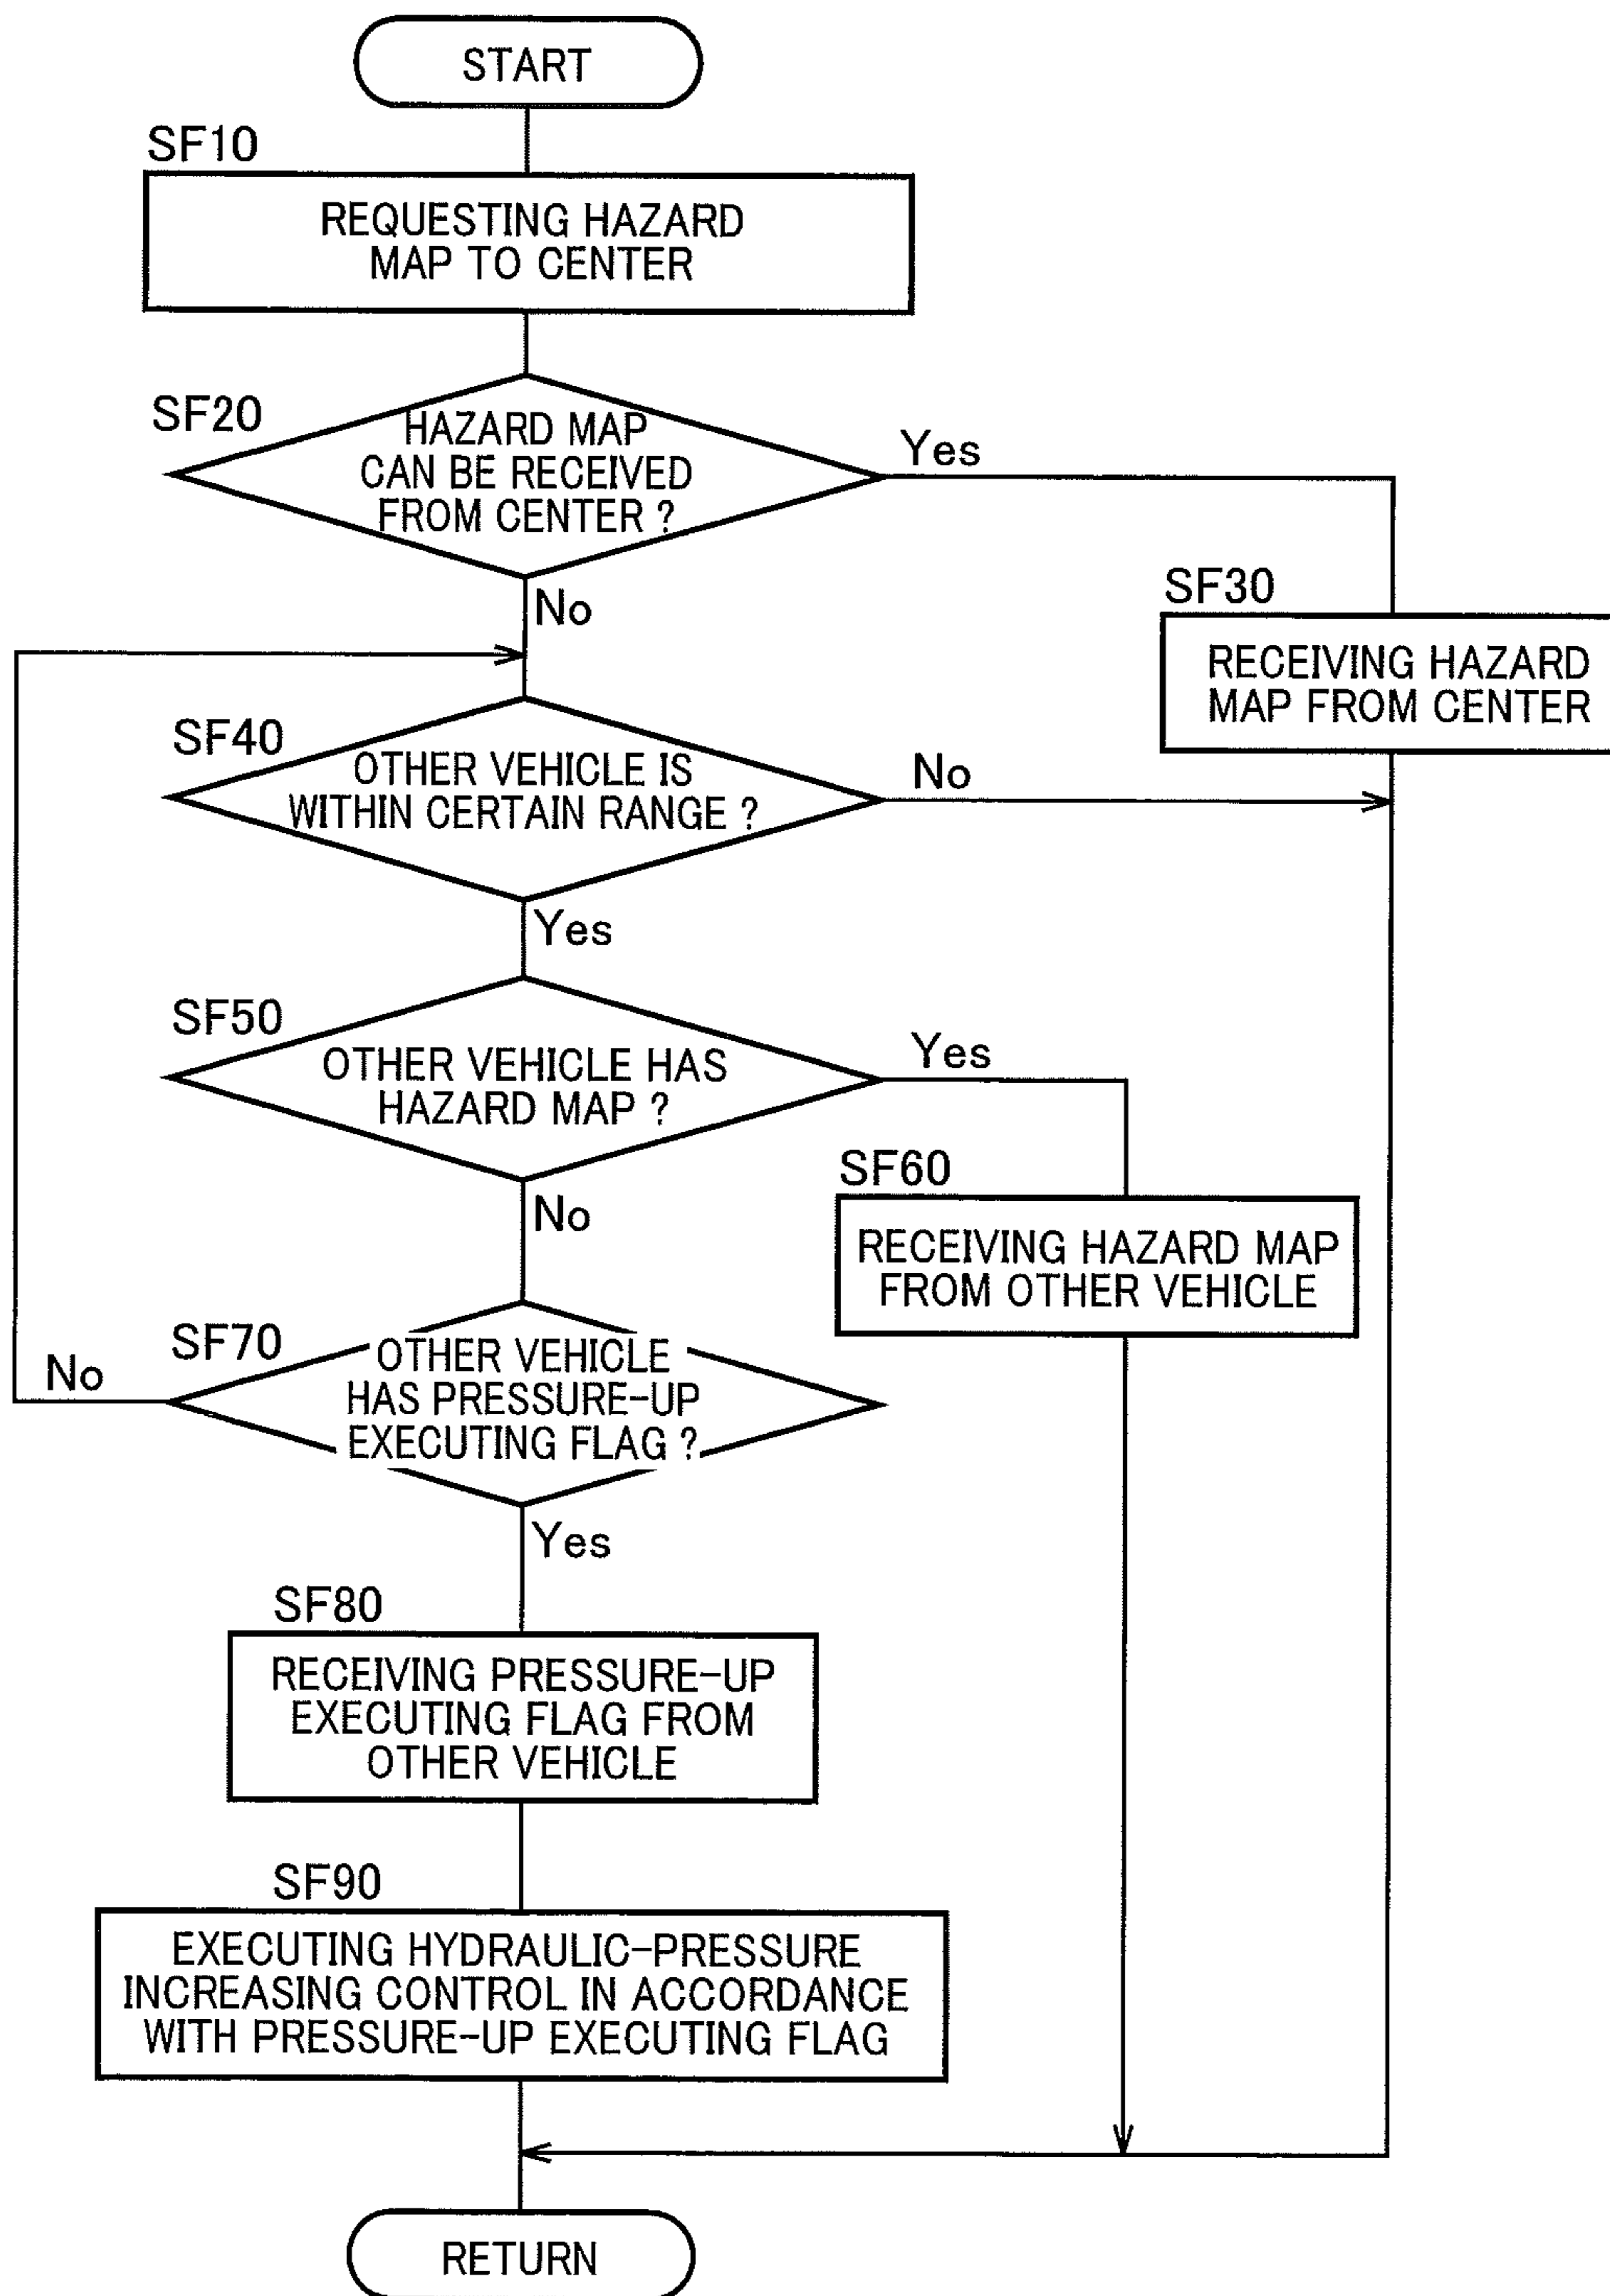 START
SF10
REQUESTING HAZARD
MAP TO CENTER
SF20
HAZARD MAP
CAN BE RECEIVED
FROM CENTER ?
Yes
No
SF30
RECEIVING HAZARD
MAP FROM CENTER
SF40
OTHER VEHICLE IS
WITHIN CERTAIN RANGE ?
No
Yes
SF50
OTHER VEHICLE HAS
HAZARD MAP ?
Yes
No
SF60
RECEIVING HAZARD MAP
FROM OTHER VEHICLE
SF70
OTHER VEHICLE
HAS PRESSURE-UP
EXECUTING FLAG ?
No
Yes
SF80
RECEIVING PRESSURE-UP
EXECUTING FLAG FROM
OTHER VEHICLE
SF90
EXECUTING HYDRAULIC-PRESSURE
INCREASING CONTROL IN ACCORDANCE
WITH PRESSURE-UP EXECUTING FLAG
RETURN